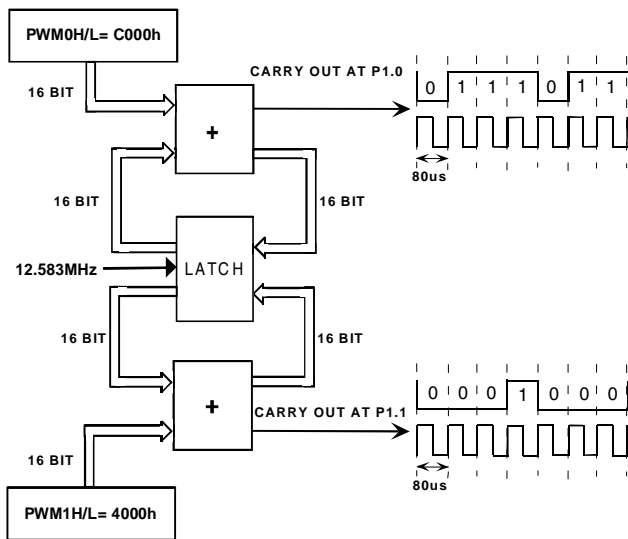 PWM0H/L= C000h
16 BIT
CARRY OUT AT P1.0
0 1 1 1 0 1 1
+
80us
16 BIT
16 BIT
12.583MHz
LATCH
16 BIT
16 BIT
0 0 0 1 0 0 0
+
CARRY OUT AT P1.1
16 BIT
80us
PWM1H/L= 4000h